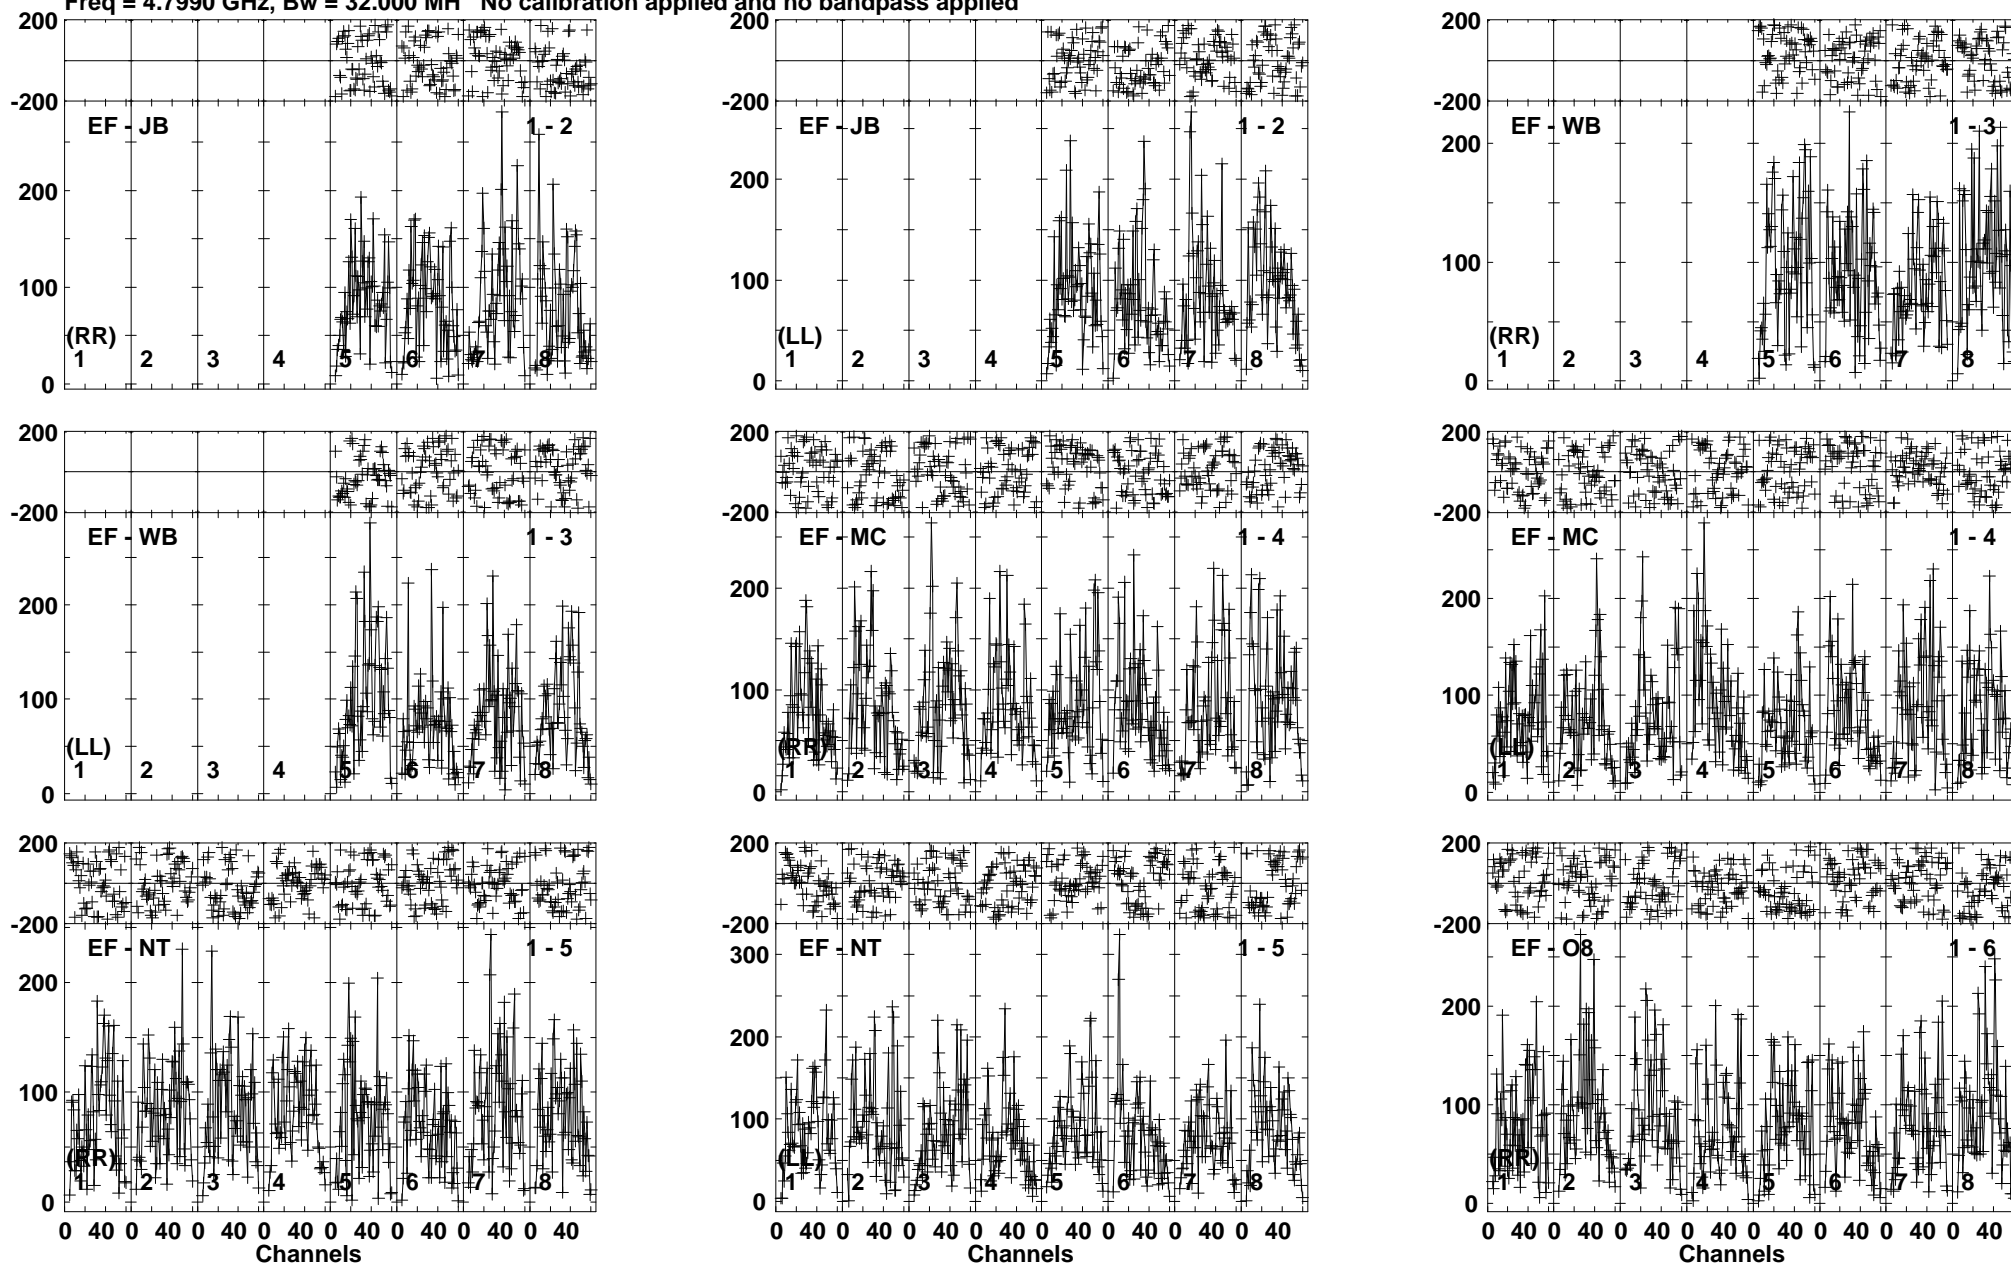 Freq = 4.7990 GHz, Bw = 32.000 MH No calibration applied and no bandpass applied
200 200 200
-200 -200 -200
EF - JB 1 - 2 EF - JB 1 - 2 EF - WB 1 - 3
200 200 200
100 100 100
(RR) (LL) (RR)
1 2 3 4 5 6 7 8 1 2 3 4 5 6 7 8 1 2 3 4 5 6 7 8
0 0 0
200 200 200
-200 -200 -200
EF - WB 1 - 3 EF - MC 1 - 4 EF - MC 1 - 4
200 200 200
100 100 100
(LL) (RR) (LL)
1 2 3 4 5 6 7 8 1 2 3 4 5 6 7 8 1 2 3 4 5 6 7 8
0 0 0
200 200 200
-200 -200 -200
EF - NT 1 - 5 EF - NT 1 - 5 EF - O8 1 - 6
300
200 200 200
100 100 100
(RR) (LL) (RR)
1 2 3 4 5 6 7 8 1 2 3 4 5 6 7 8 1 2 3 4 5 6 7 8
0 0 0
0 40 0 40 0 40 0 40 0 40 0 40 0 40 0 40 0 40 0 40 0 40 0 40 0 40 0 40 0 40 0 40 0 40 0 40 0 40 0 40 0 40 0 40 0 40 0 40
Channels Channels Channels